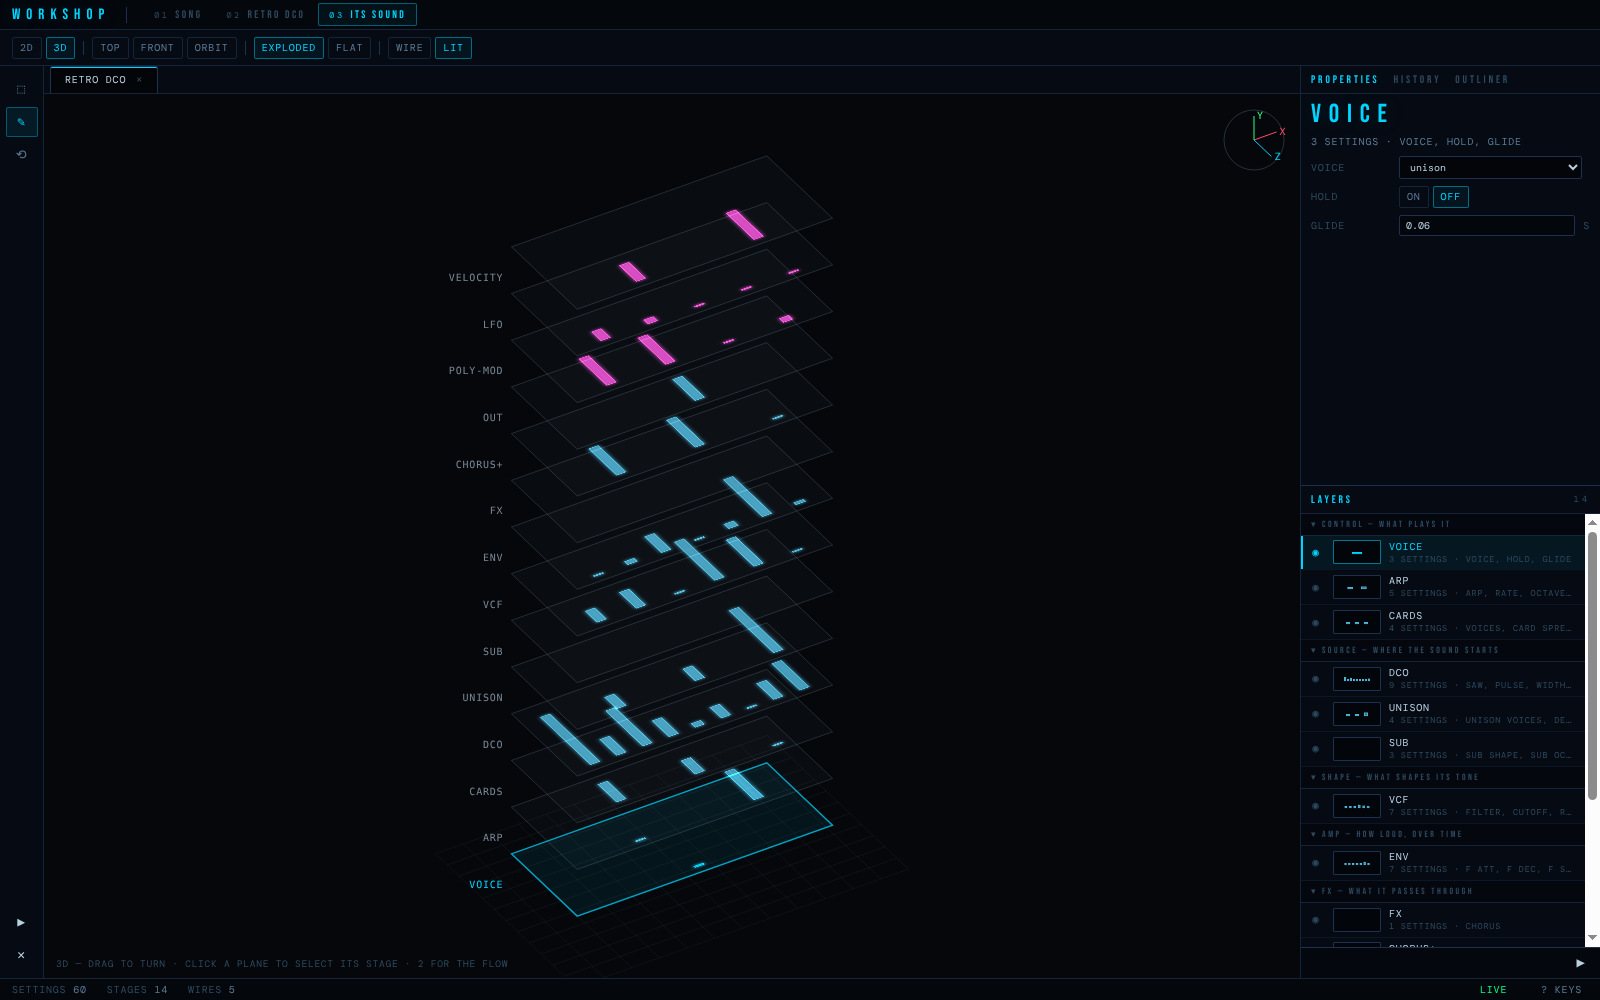 WORKSHOP 01 SONG 02 RETRO DCO 03 ITS SOUND
2D 3D TOP FRONT ORBIT EXPLODED FLAT WIRE LIT
RETRO DCO ×
Y
X
Z
VELOCITY
LFO
POLY-MOD
OUT
CHORUS+
FX
ENV
VCF
SUB
UNISON
DCO
CARDS
ARP
VOICE
3D — DRAG TO TURN · CLICK A PLANE TO SELECT ITS STAGE · 2 FOR THE FLOW
PROPERTIES HISTORY OUTLINER
VOICE
3 SETTINGS · VOICE, HOLD, GLIDE
VOICE unison
HOLD ON OFF
GLIDE 0.06 S
LAYERS 14
▾ CONTROL — WHAT PLAYS IT
VOICE
3 SETTINGS · VOICE, HOLD, GLIDE
ARP
5 SETTINGS · ARP, RATE, OCTAVE…
CARDS
4 SETTINGS · VOICES, CARD SPRE…
▾ SOURCE — WHERE THE SOUND STARTS
DCO
9 SETTINGS · SAW, PULSE, WIDTH…
UNISON
4 SETTINGS · UNISON VOICES, DE…
SUB
3 SETTINGS · SUB SHAPE, SUB OC…
▾ SHAPE — WHAT SHAPES ITS TONE
VCF
7 SETTINGS · FILTER, CUTOFF, R…
▾ AMP — HOW LOUD, OVER TIME
ENV
7 SETTINGS · F ATT, F DEC, F S…
▾ FX — WHAT IT PASSES THROUGH
FX
1 SETTINGS · CHORUS
SETTINGS 60 STAGES 14 WIRES 5
LIVE ? KEYS